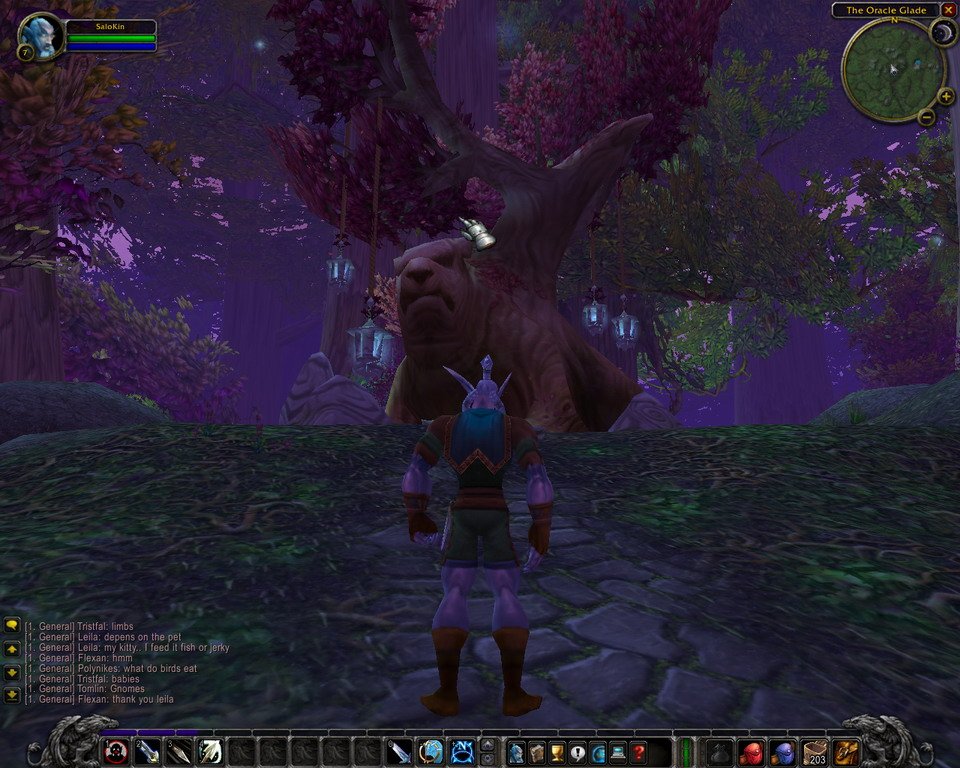 SaloKin
7
The Oracle Glade
N
[1. General] Tristfal: limbs
[1. General] Leila: depens on the pet
[1. General] Leila: my kitty.. I feed it fish or jerky
[1. General] Flexan: hmm
[1. General] Polynikes: what do birds eat
[1. General] Tristfal: babies
[1. General] Tomlin: Gnomes
[1. General] Flexan: thank you leila
203